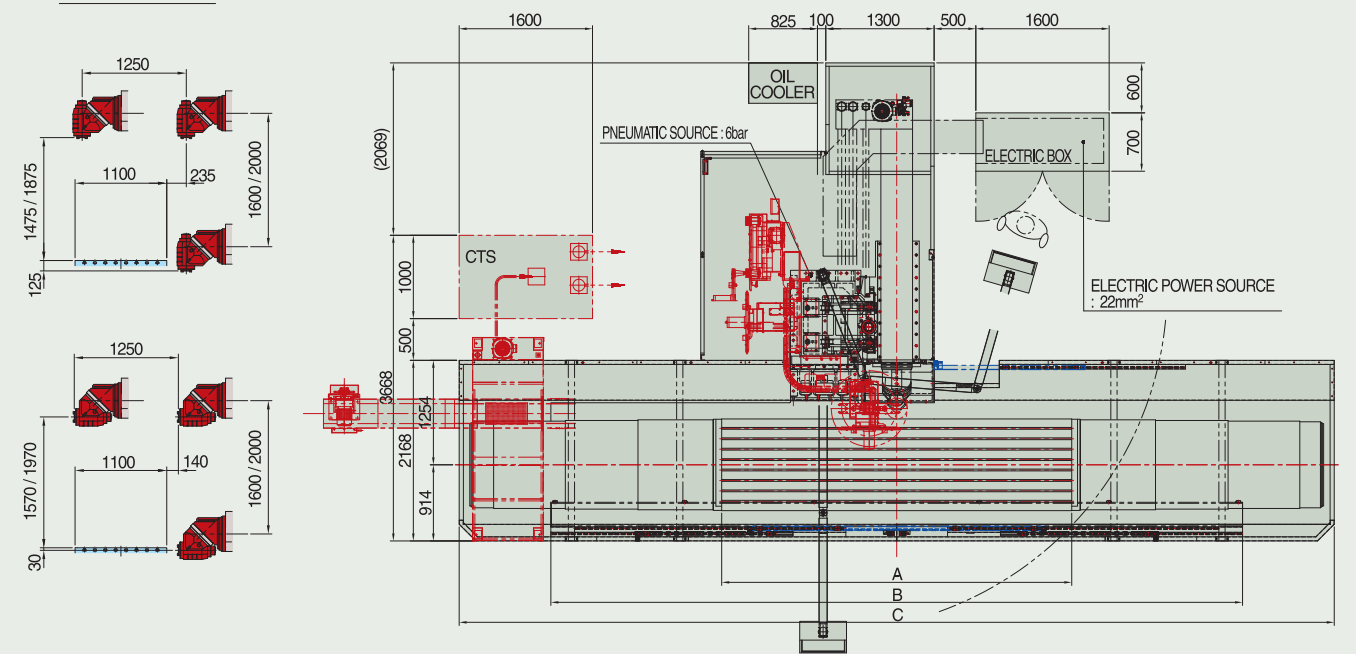 1600
825
100
1300
500
1600
1250
1475 / 1875
1100
235
1600 / 2000
125
1250
1570 / 1970
1100
140
1600 / 2000
30
(2069)
OIL
COOLER
PNEUMATIC SOURCE : 6bar
600
700
ELECTRIC BOX
CTS
1000
500
ELECTRIC POWER SOURCE
: 22mm²
3668
1254
2168
914
A
B
C